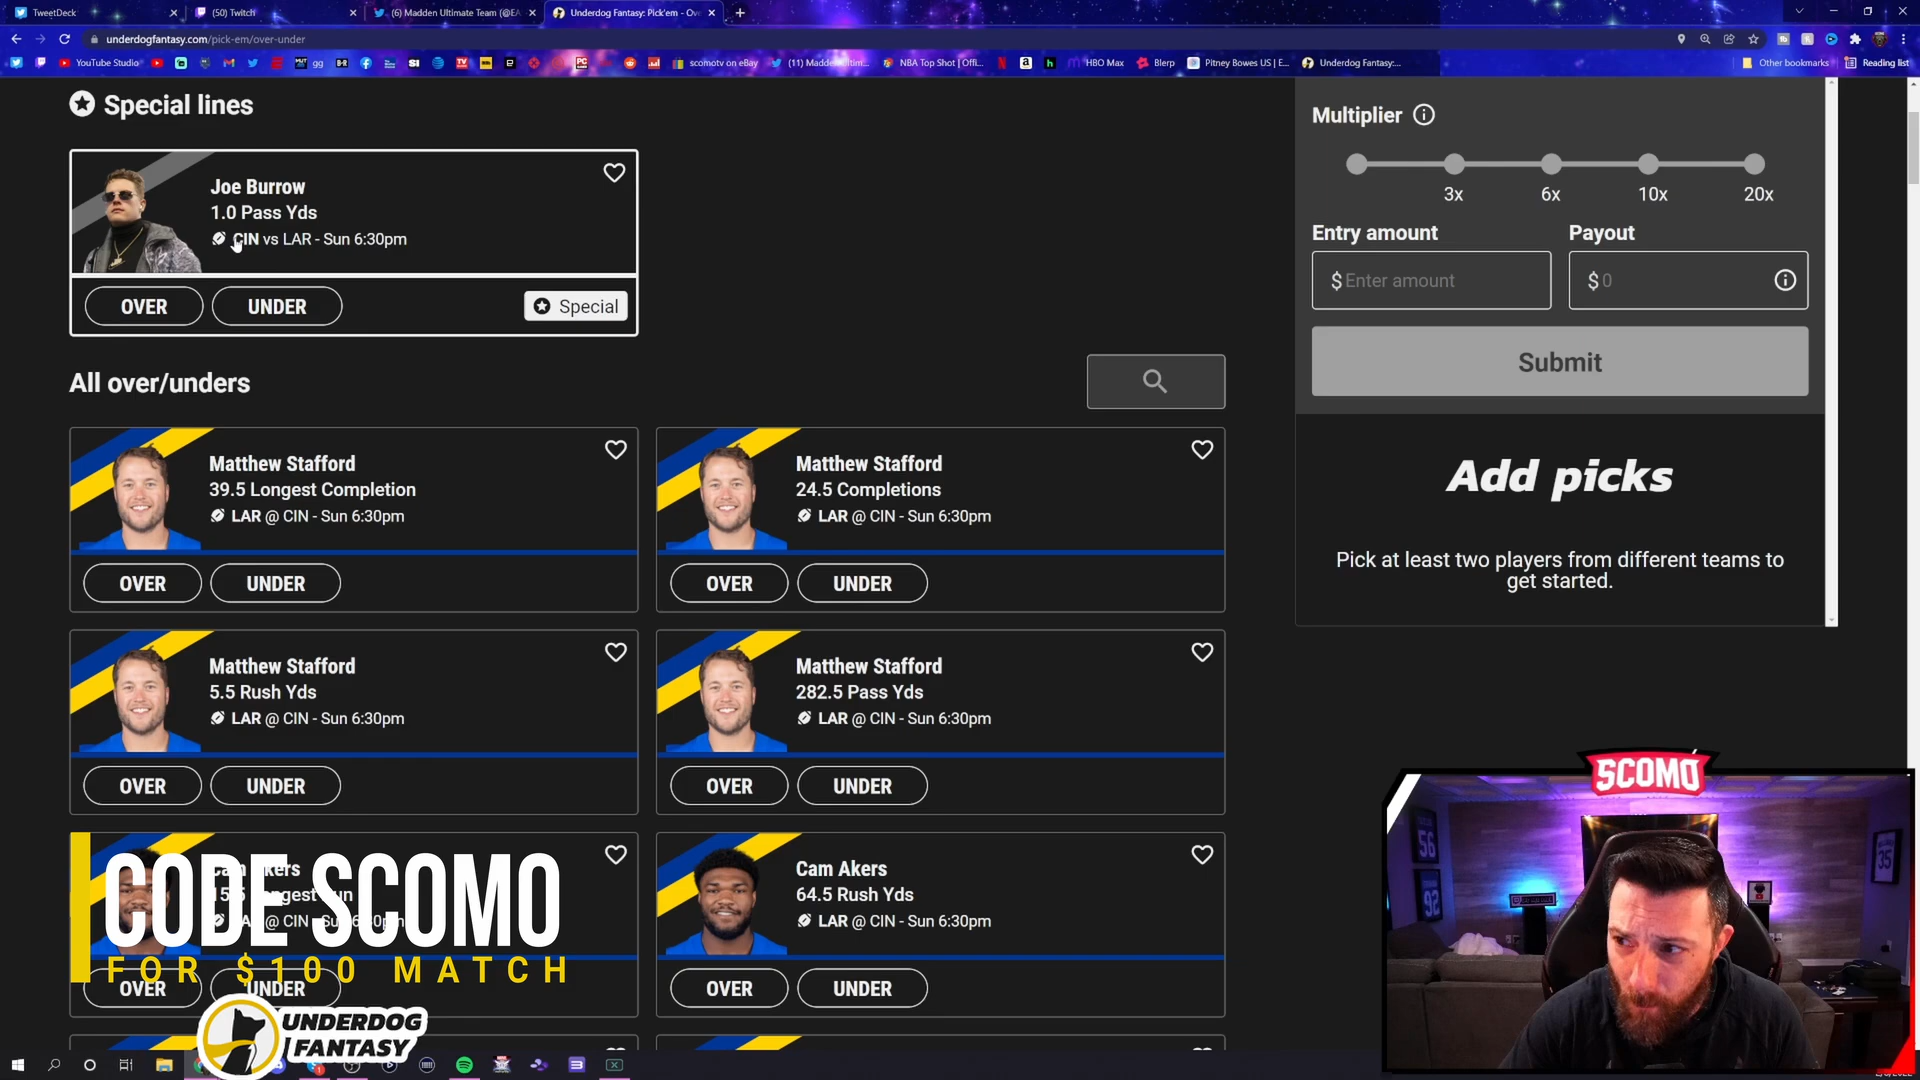 TweetDeck
(50) Twitch
(6) Madden Ultimate Team (@EA
Underdog Fantasy: Pick'em - Ov
underdogfantasy.com/pick-em/over-under
YouTube Studio
gg
scomotv on eBay
(11) Madde
NBA Top Shot | Offi...
HBO Max
Blerp
Pitney Bowes US | E...
Underdog Fantasy:...
Other bookmarks
Reading list
Special lines
Joe Burrow
1.0 Pass Yds
CIN vs LAR - Sun 6:30pm
OVER UNDER Special
All over/unders
Matthew Stafford
39.5 Longest Completion
LAR @ CIN - Sun 6:30pm
OVER UNDER
Matthew Stafford
24.5 Completions
LAR @ CIN - Sun 6:30pm
OVER UNDER
Matthew Stafford
5.5 Rush Yds
LAR @ CIN - Sun 6:30pm
OVER UNDER
Matthew Stafford
282.5 Pass Yds
LAR @ CIN - Sun 6:30pm
OVER UNDER
Cam Akers
64.5 Rush Yds
LAR @ CIN - Sun 6:30pm
OVER UNDER
OVER UNDER
CODE SCOMO
FOR $100 MATCH
UNDERDOG
FANTASY
Multiplier
3x 6x 10x 20x
Entry amount
$ Enter amount
Payout
$ 0
Submit
Add picks
Pick at least two players from different teams to
get started.
SCOMO
56
92
35